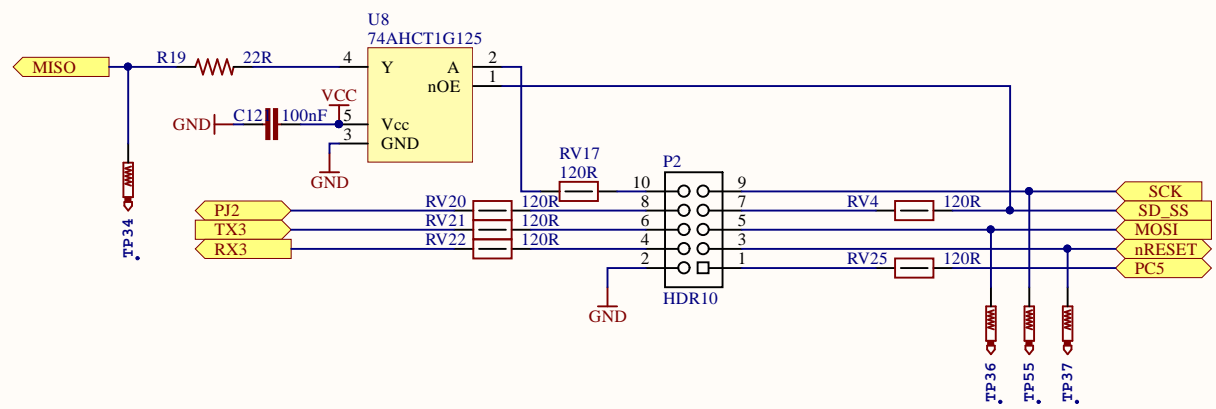 U8
74AHCT1G125
MISO
R19
22R
4
Y
A
2
nOE
1
VCC
GND
C12
100nF
5
Vcc
3
GND
GND
RV17
120R
P2
10
9
SCK
PJ2
RV20
120R
8
7
RV4
120R
SD_SS
TX3
RV21
120R
6
5
MOSI
RX3
RV22
120R
4
3
nRESET
2
1
RV25
120R
PC5
GND
HDR10
TP34
TP36
TP55
TP37